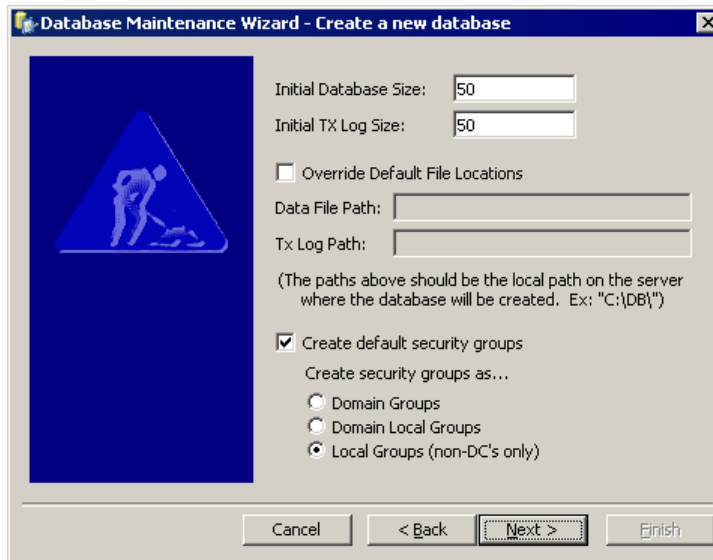 Database Maintenance Wizard - Create a new database
Initial Database Size: 50
Initial TX Log Size: 50
Override Default File Locations
Data File Path:
Tx Log Path:
(The paths above should be the local path on the server
where the database will be created. Ex: "C:\DB\")
Create default security groups
Create security groups as...
Domain Groups
Domain Local Groups
Local Groups (non-DC's only)
Cancel < Back Next > Finish